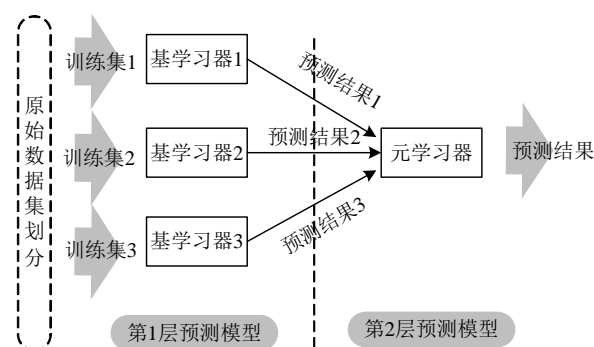 原始数据集划分
训练集1
基学习器1
预测结果1
训练集2
基学习器2
预测结果2
元学习器
预测结果
训练集3
基学习器3
预测结果3
第1层预测模型
第2层预测模型